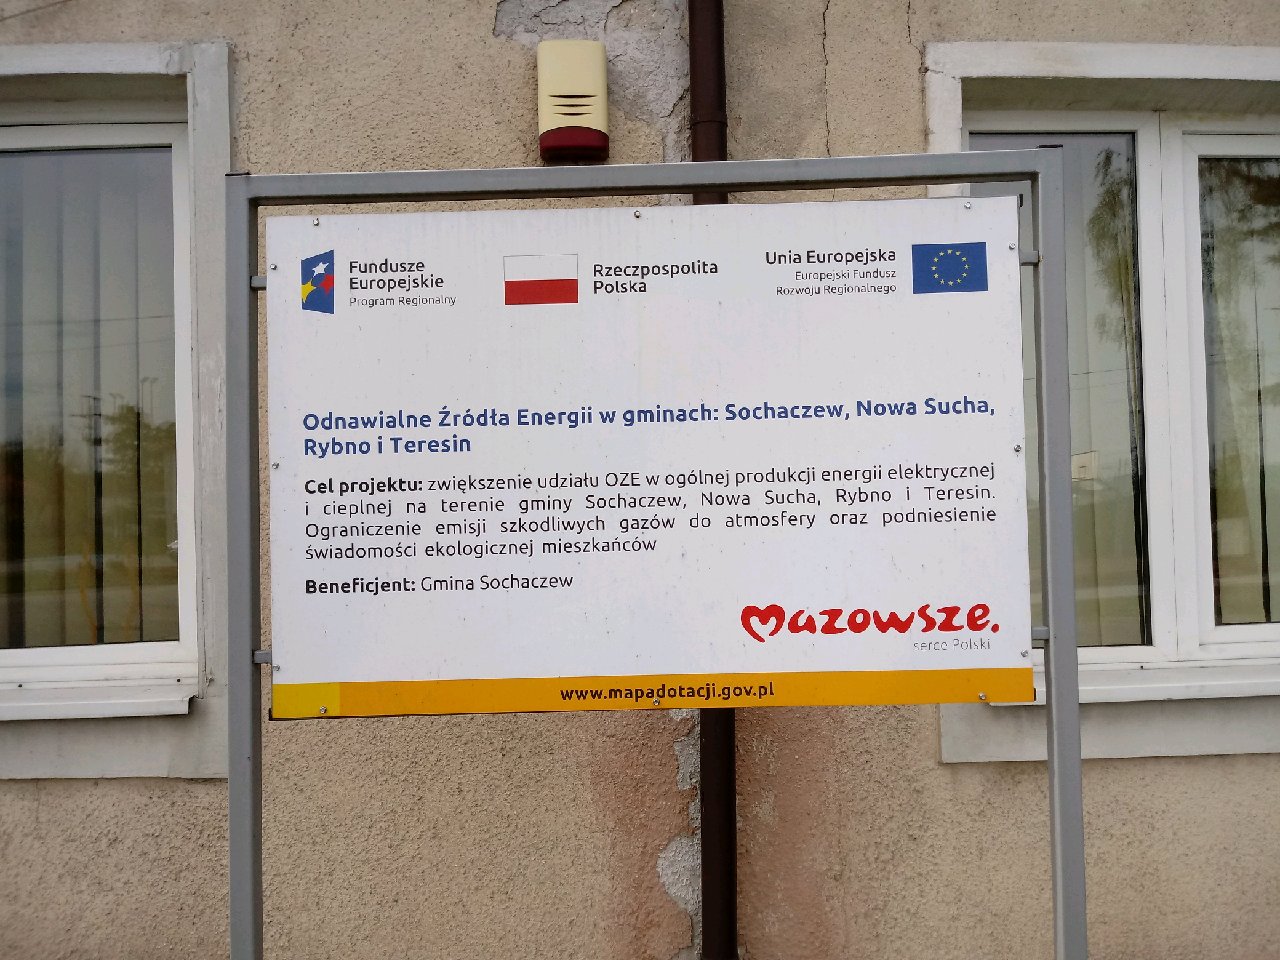 Fundusze
Europejskie
Program Regionalny
Rzeczpospolita
Polska
Unia Europejska
Europejski Fundusz
Rozwoju Regionalnego
Odnawialne Źródła Energii w gminach: Sochaczew, Nowa Sucha,
Rybno i Teresin
Cel projektu: zwiększenie udziału OZE w ogólnej produkcji energii elektrycznej
i cieplnej na terenie gminy Sochaczew, Nowa Sucha, Rybno i Teresin.
Ograniczenie emisji szkodliwych gazów do atmosfery oraz podniesienie
świadomości ekologicznej mieszkańców
Beneficjent: Gmina Sochaczew
mazowsze.
serce Polski
www.mapadotacji.gov.pl